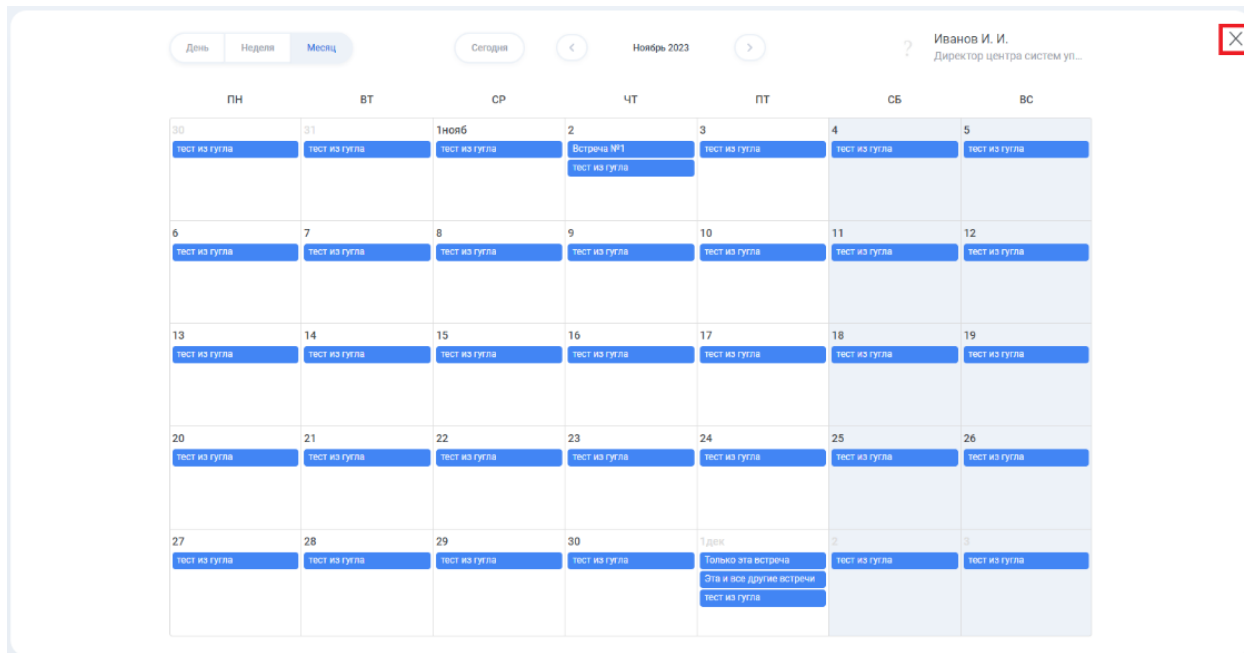 День Неделя Месяц Сегодня < Ноябрь 2023 > ? Иванов И. И.
Директор центра систем уп...
ПН ВТ СР ЧТ ПТ СБ ВС
30 31 1нояб 2 3 4 5
тест из гугла тест из гугла тест из гугла Встреча №1 тест из гугла тест из гугла тест из гугла
тест из гугла
6 7 8 9 10 11 12
тест из гугла тест из гугла тест из гугла тест из гугла тест из гугла тест из гугла тест из гугла
13 14 15 16 17 18 19
тест из гугла тест из гугла тест из гугла тест из гугла тест из гугла тест из гугла тест из гугла
20 21 22 23 24 25 26
тест из гугла тест из гугла тест из гугла тест из гугла тест из гугла тест из гугла тест из гугла
27 28 29 30 1дек 2 3
тест из гугла тест из гугла тест из гугла тест из гугла Только эта встреча тест из гугла тест из гугла
Эта и все другие встречи
тест из гугла